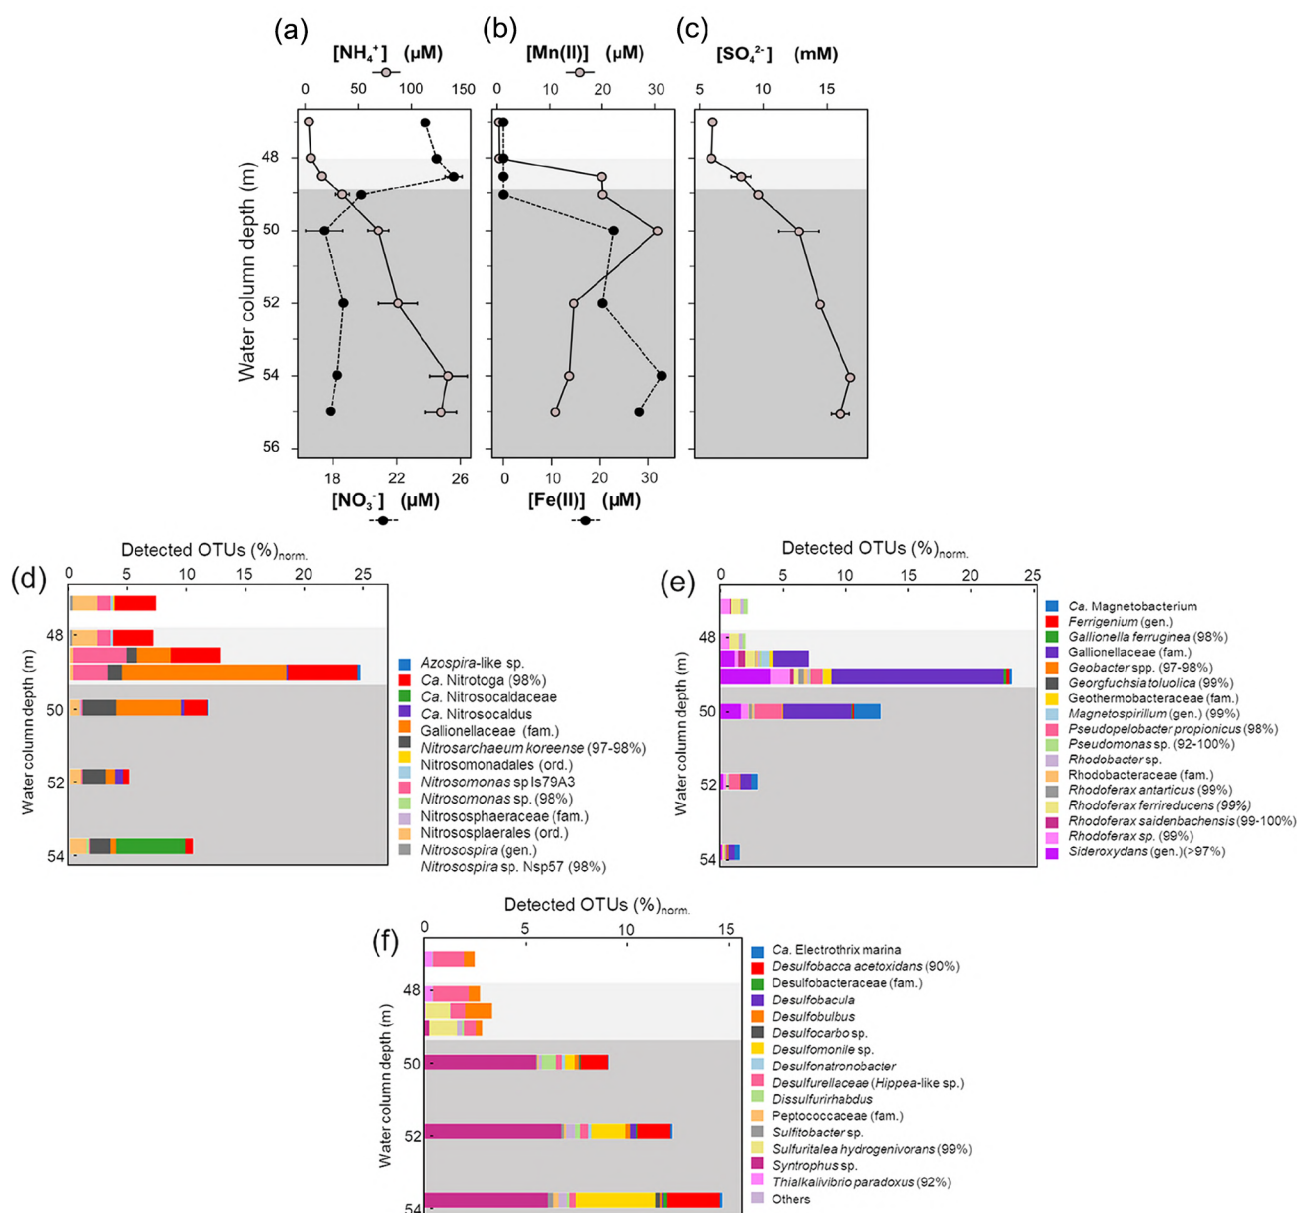 (a)
[NH₄⁺] (µM)
0 50 100 150
(b)
[Mn(II)] (µM)
0 10 20 30
(c)
[SO₄²⁻] (mM)
5 10 15
Water column depth (m)
48
50
52
54
56
18 22 26
[NO₃⁻] (µM)
0 10 20 30
[Fe(II)] (µM)
(d)
Detected OTUs (%)norm.
0 5 10 15 20 25
Water column depth (m)
48
50
52
54
Azospira-like sp.
Ca. Nitrotoga (98%)
Ca. Nitrosocaldaceae
Ca. Nitrosocaldus
Gallionellaceae (fam.)
Nitrosarchaeum koreense (97-98%)
Nitrosomonadales (ord.)
Nitrosomonas sp Is79A3
Nitrosomonas sp. (98%)
Nitrososphaeraceae (fam.)
Nitrososplaerales (ord.)
Nitrosospira (gen.)
Nitrosospira sp. Nsp57 (98%)
(e)
Detected OTUs (%)norm.
0 5 10 15 20 25
Water column depth (m)
48
50
52
54
Ca. Magnetobacterium
Ferrigenium (gen.)
Gallionella ferruginea (98%)
Gallionellaceae (fam.)
Geobacter spp. (97-98%)
Georgfuchsia toluolica (99%)
Geothermobacteraceae (fam.)
Magnetospirillum (gen.) (99%)
Pseudopelobacter propionicus (98%)
Pseudomonas sp. (92-100%)
Rhodobacter sp.
Rhodobacteraceae (fam.)
Rhodoferax antarticus (99%)
Rhodoferax ferrireducens (99%)
Rhodoferax saidenbachensis (99-100%)
Rhodoferax sp. (99%)
Sideroxydans (gen.) (>97%)
(f)
Detected OTUs (%)norm.
0 5 10 15
Water column depth (m)
48
50
52
54
Ca. Electrothrix marina
Desulfobacca acetoxidans (90%)
Desulfobacteraceae (fam.)
Desulfobacula
Desulfobulbus
Desulfocarbo sp.
Desulfomonile sp.
Desulfonatronobacter
Desulfurellaceae (Hippea-like sp.)
Dissulfurirhabdus
Peptococcaceae (fam.)
Sulfitobacter sp.
Sulfuritalea hydrogenivorans (99%)
Syntrophus sp.
Thialkalivibrio paradoxus (92%)
Others